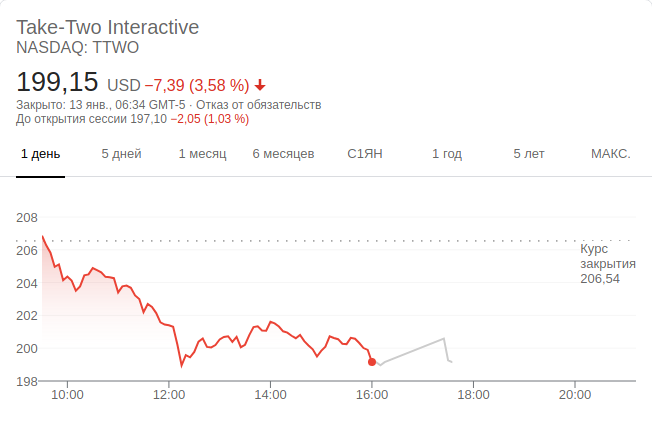 Take-Two Interactive
NASDAQ: TTWO
199,15 USD −7,39 (3,58 %)
Закрыто: 13 янв., 06:34 GMT-5 · Отказ от обязательств
До открытия сессии 197,10 −2,05 (1,03 %)
1 день 5 дней 1 месяц 6 месяцев С1ЯН 1 год 5 лет МАКС.
208
206
204
202
200
198
Курс
закрытия
206,54
10:00 12:00 14:00 16:00 18:00 20:00